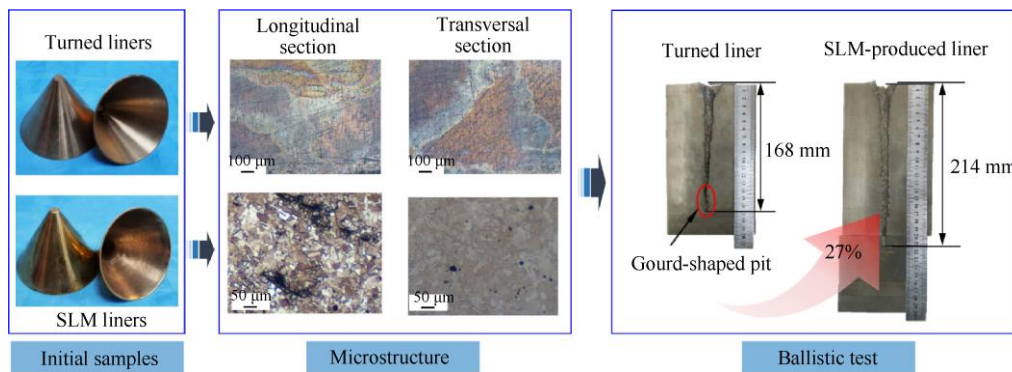 Turned liners
SLM liners
Initial samples
Longitudinal
section
Transversal
section
100 μm
100 μm
50 μm
50 μm
Microstructure
Turned liner
SLM-produced liner
168 mm
214 mm
Gourd-shaped pit
27%
Ballistic test